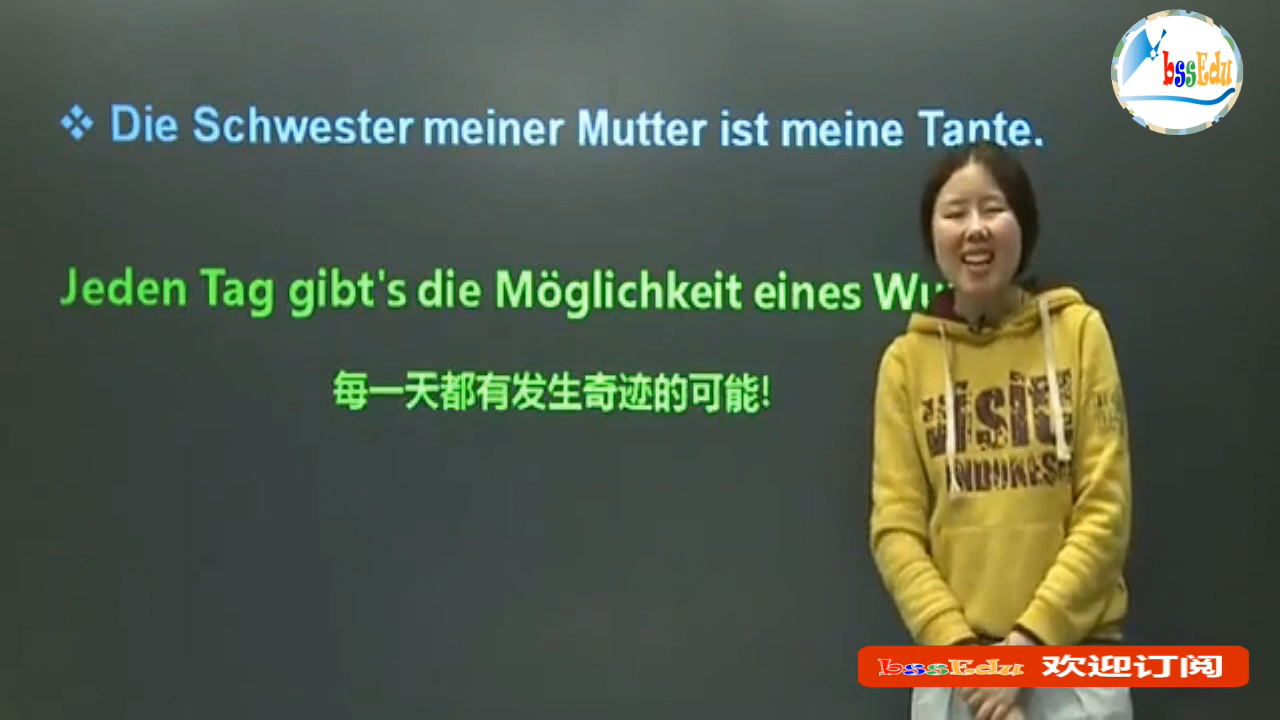 bssEdu
Die Schwester meiner Mutter ist meine Tante.
Jeden Tag gibt's die Möglichkeit eines
每一天都有发生奇迹的可能!
INDONES
bssEdu 欢迎订阅